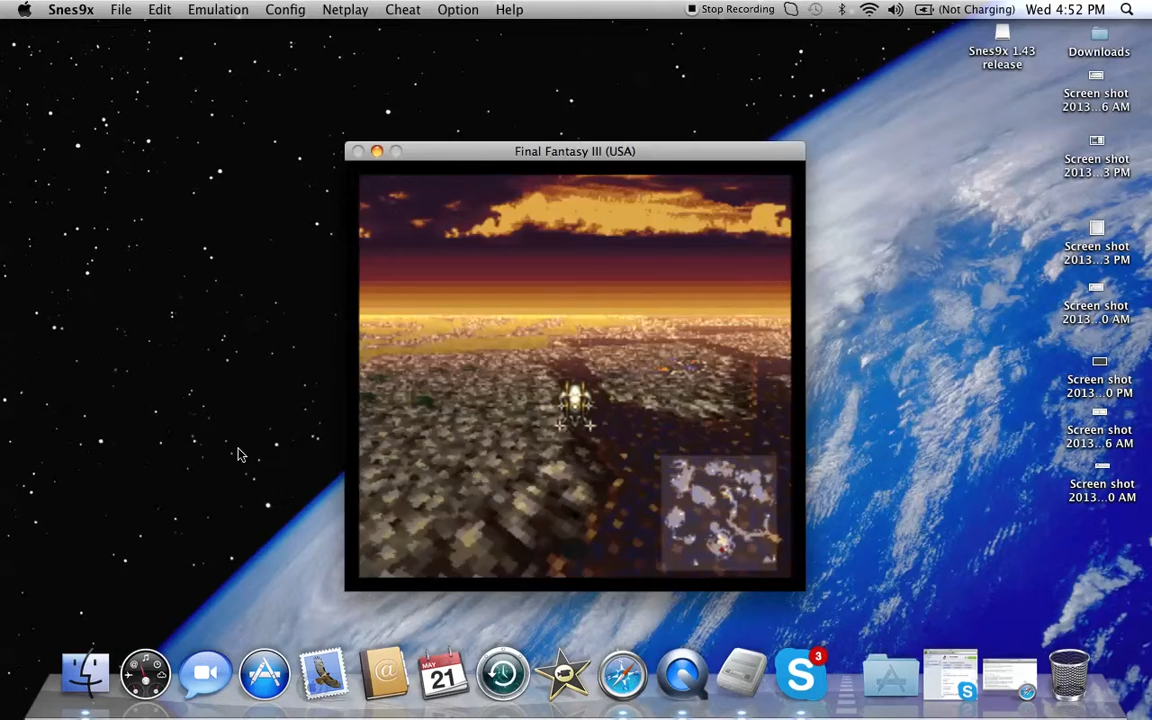 Snes9x File Edit Emulation Config Netplay Cheat Option Help Stop Recording (Not Charging) Wed 4:52 PM
Snes9x 1.43
release
Downloads
Screen shot
2013...6 AM
Screen shot
2013...3 PM
Screen shot
2013...3 PM
Screen shot
2013...0 AM
Screen shot
2013...0 PM
Screen shot
2013...6 AM
Screen shot
2013...0 AM
Final Fantasy III (USA)
MAY
21
3